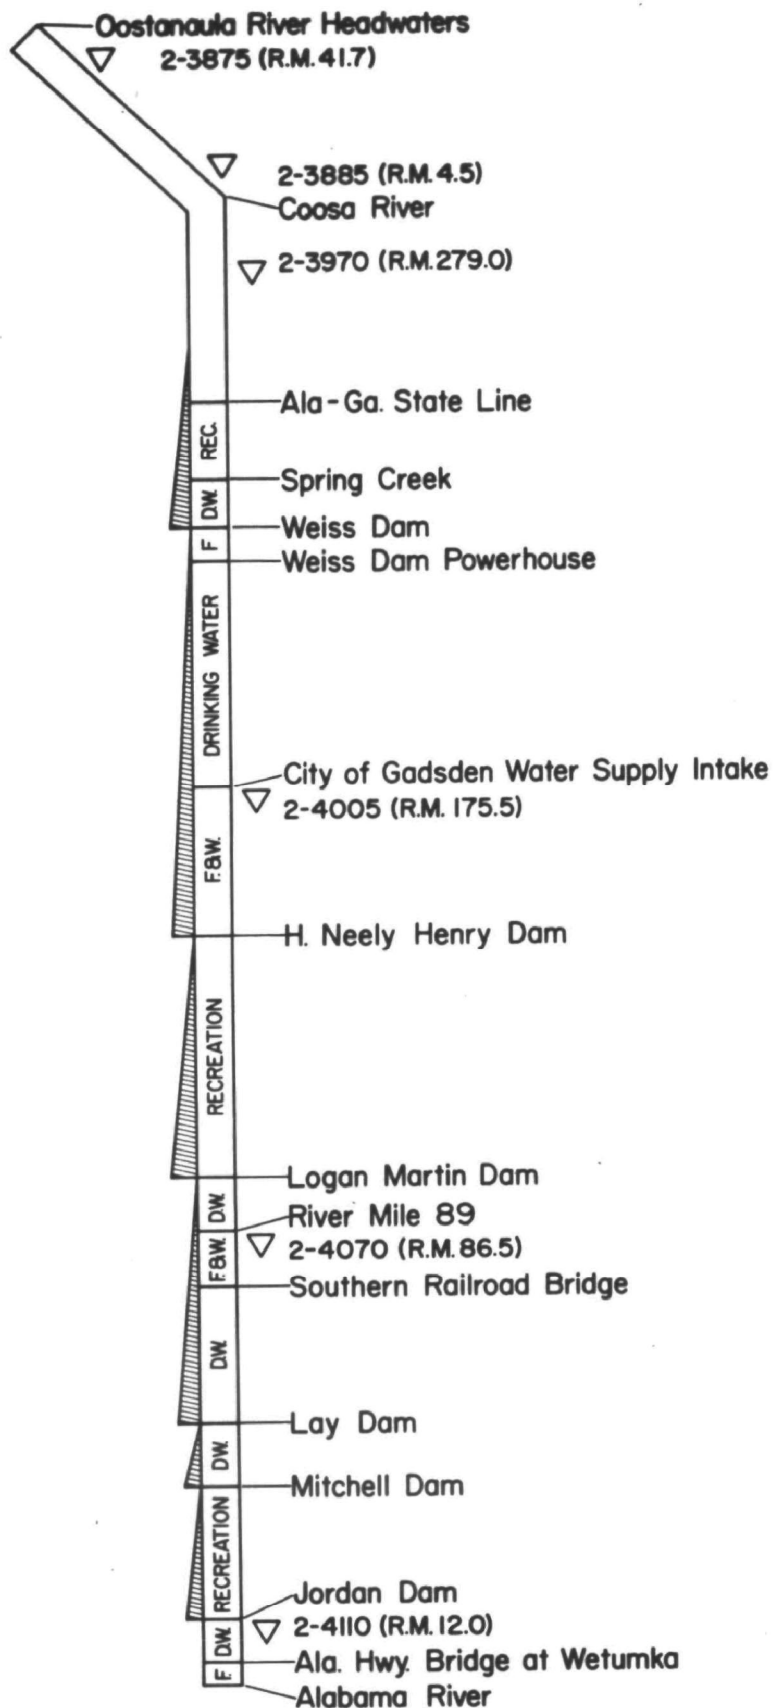 Oostanaula River Headwaters
2-3875 (R.M. 41.7)
2-3885 (R.M. 4.5)
Coosa River
2-3970 (R.M. 279.0)
Ala-Ga. State Line
REC.
Spring Creek
D.W.
Weiss Dam
F
Weiss Dam Powerhouse
DRINKING WATER
City of Gadsden Water Supply Intake
2-4005 (R.M. 175.5)
F.&W.
H. Neely Henry Dam
RECREATION
Logan Martin Dam
D.W.
River Mile 89
2-4070 (R.M. 86.5)
F.&W.
Southern Railroad Bridge
D.W.
Lay Dam
D.W.
Mitchell Dam
RECREATION
Jordan Dam
2-4110 (R.M. 12.0)
D.W.
Ala. Hwy. Bridge at Wetumka
F.
Alabama River